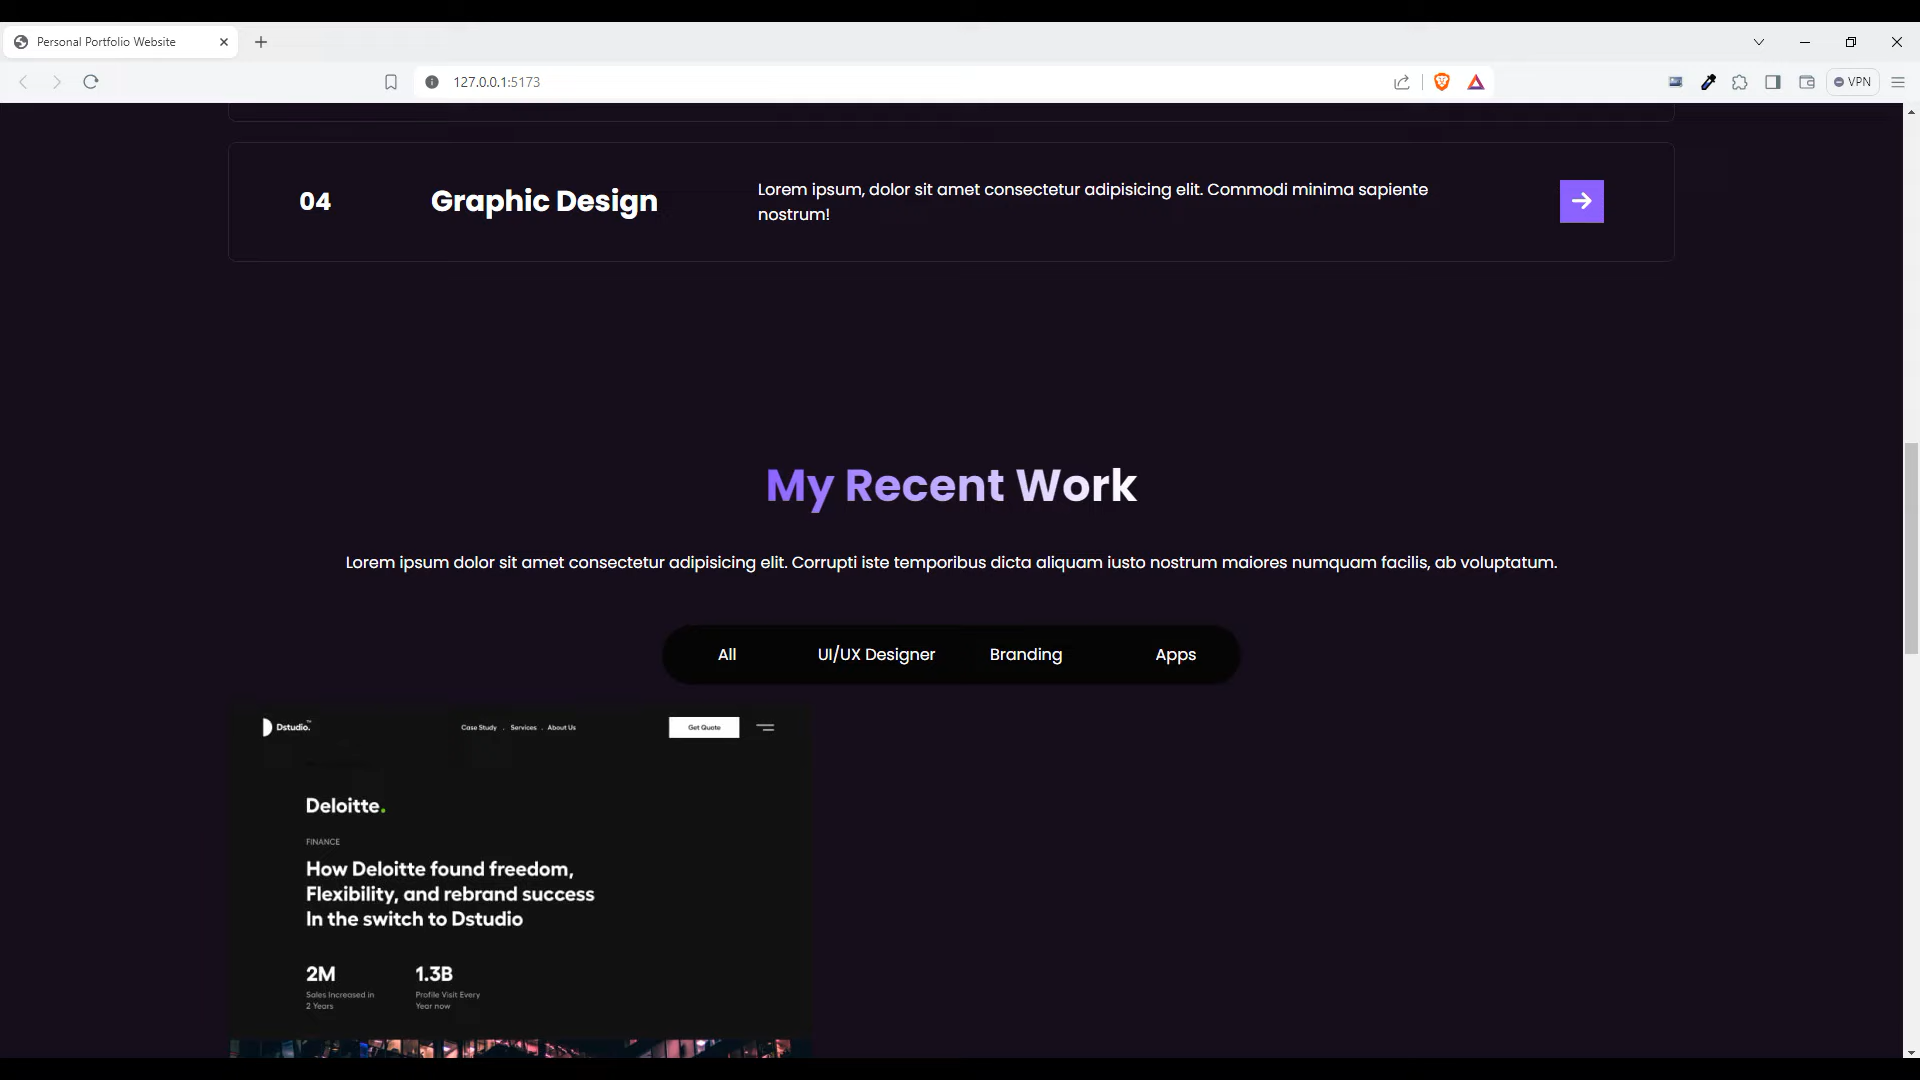 Personal Portfolio Website
127.0.0.1:5173
VPN
04
Graphic Design
Lorem ipsum, dolor sit amet consectetur adipisicing elit. Commodi minima sapiente
nostrum!
My Recent Work
Lorem ipsum dolor sit amet consectetur adipisicing elit. Corrupti iste temporibus dicta aliquam iusto nostrum maiores numquam facilis, ab voluptatum.
All UI/UX Designer Branding Apps
Dstudio.™ Case Study . Services . About Us Get Quote
Deloitte.
FINANCE
How Deloitte found freedom,
Flexibility, and rebrand success
In the switch to Dstudio
2M 1.3B
Sales Increased in Profile Visit Every
2 Years Year now